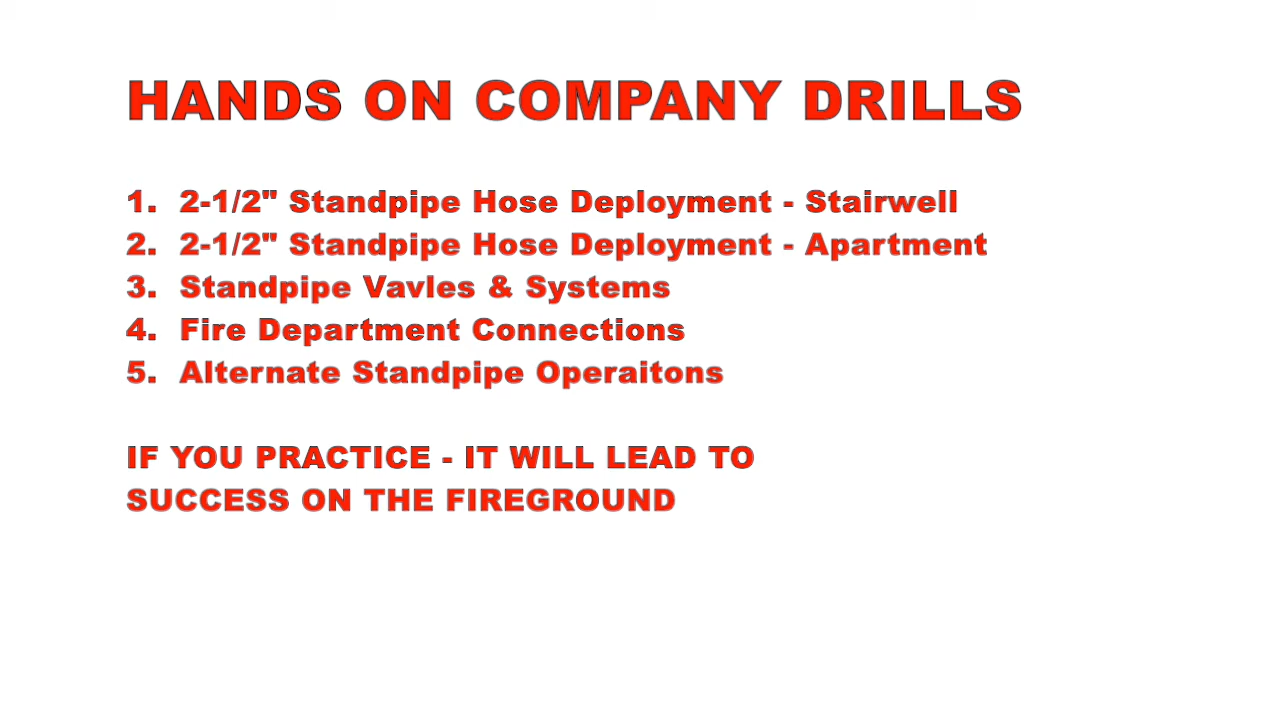 HANDS ON COMPANY DRILLS
1. 2-1/2" Standpipe Hose Deployment - Stairwell
2. 2-1/2" Standpipe Hose Deployment - Apartment
3. Standpipe Vavles & Systems
4. Fire Department Connections
5. Alternate Standpipe Operaitons
IF YOU PRACTICE - IT WILL LEAD TO
SUCCESS ON THE FIREGROUND